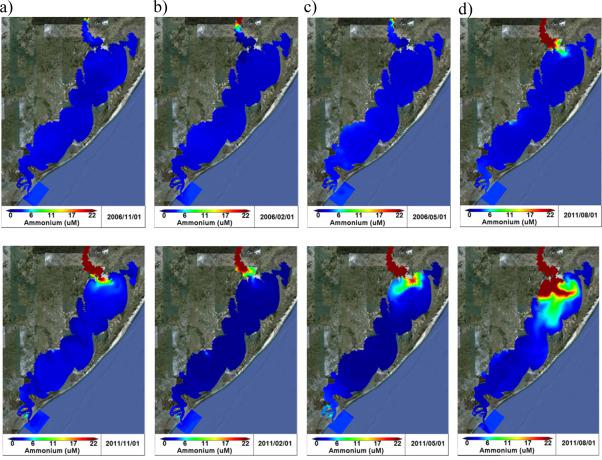 a) b) c) d)
0 6 11 17 22
Ammonium (uM) 2006/11/01
0 6 11 17 22
Ammonium (uM) 2006/02/01
0 6 11 17 22
Ammonium (uM) 2006/05/01
0 6 11 17 22
Ammonium (uM) 2011/08/01
0 6 11 17 22
Ammonium (uM) 2011/11/01
0 6 11 17 22
Ammonium (uM) 2011/02/01
0 6 11 17 22
Ammonium (uM) 2011/05/01
0 6 11 17 22
Ammonium (uM) 2011/08/01